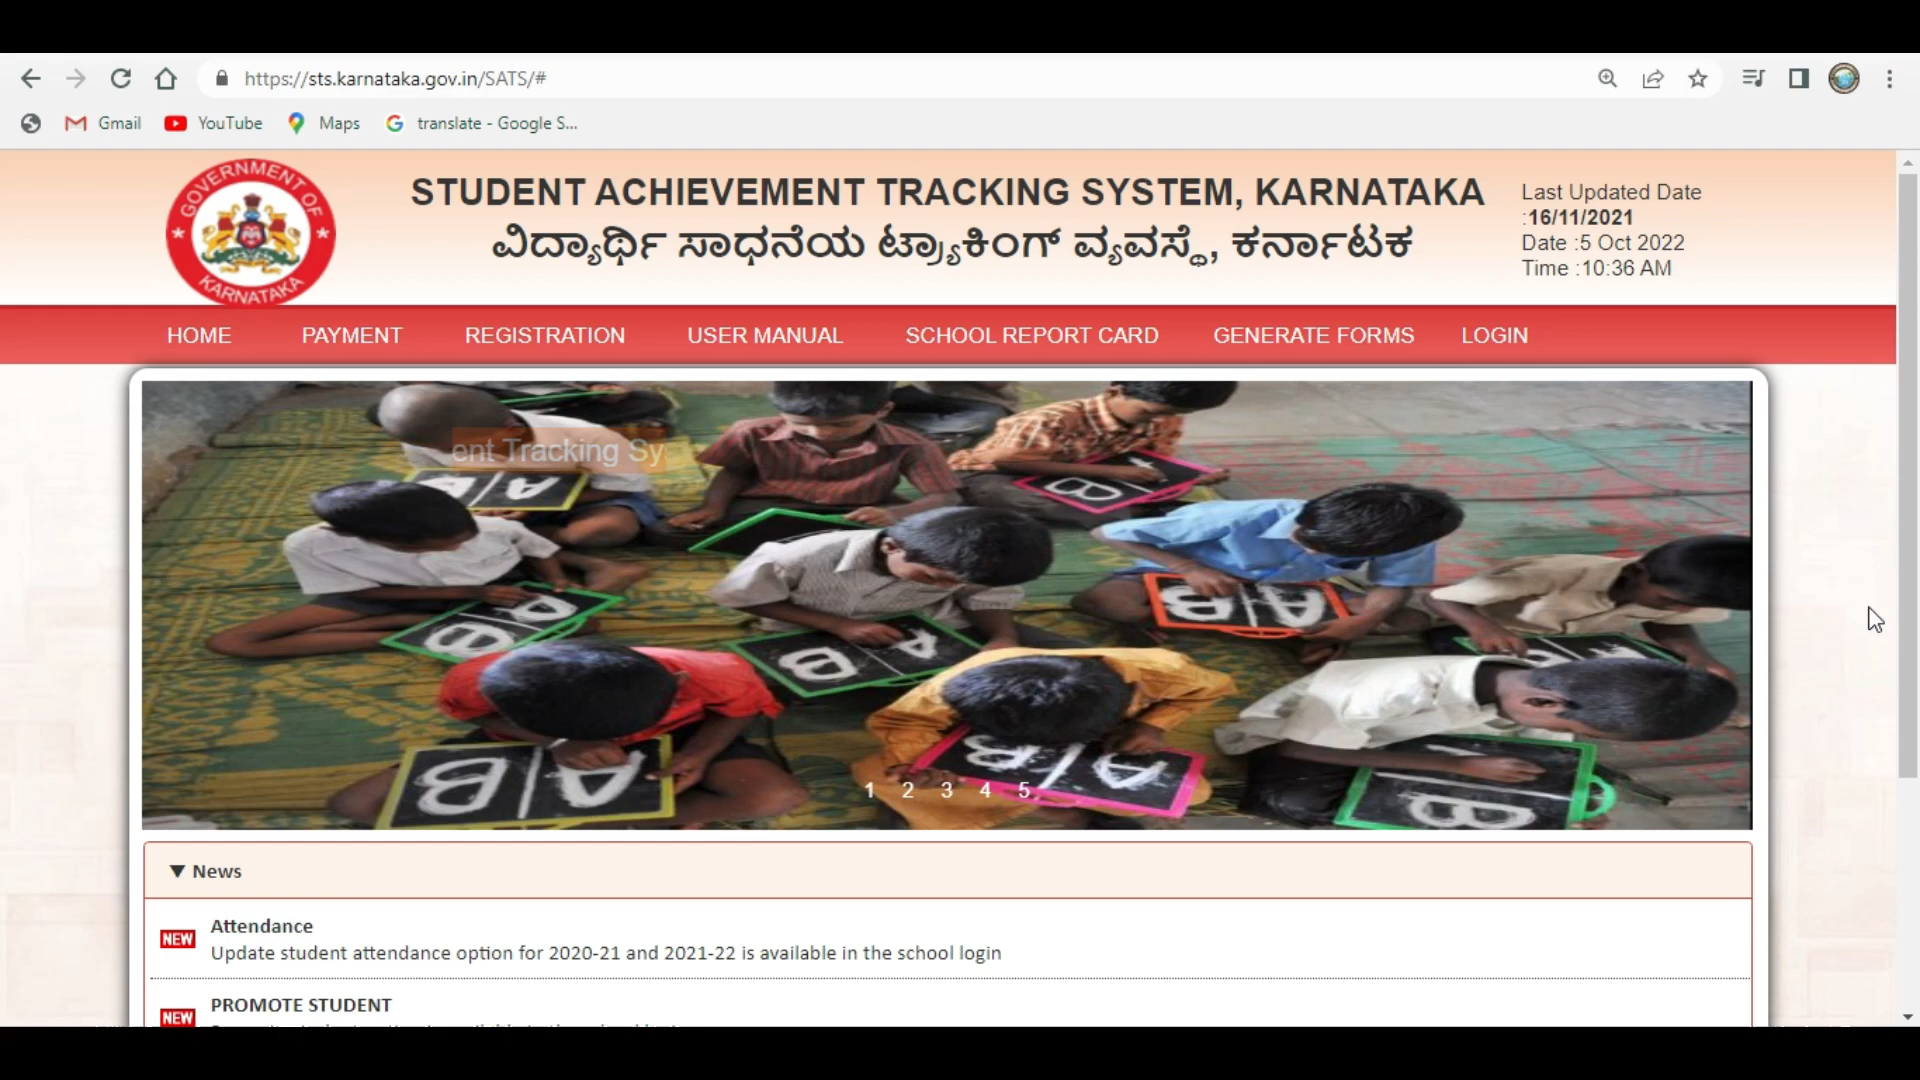 https://sts.karnataka.gov.in/SATS/#
Gmail YouTube Maps translate - Google S...
GOVERNMENT OF
KARNATAKA
STUDENT ACHIEVEMENT TRACKING SYSTEM, KARNATAKA
ವಿದ್ಯಾರ್ಥಿ ಸಾಧನೆಯ ಟ್ರ್ಯಾಕಿಂಗ್ ವ್ಯವಸ್ಥೆ, ಕರ್ನಾಟಕ
Last Updated Date
:16/11/2021
Date :5 Oct 2022
Time :10:36 AM
HOME PAYMENT REGISTRATION USER MANUAL SCHOOL REPORT CARD GENERATE FORMS LOGIN
ent Tracking Sy
A B
B
A B
B A
B A
B A
B A
B A
B
1 2 3 4 5
▼ News
NEW Attendance
Update student attendance option for 2020-21 and 2021-22 is available in the school login
NEW PROMOTE STUDENT